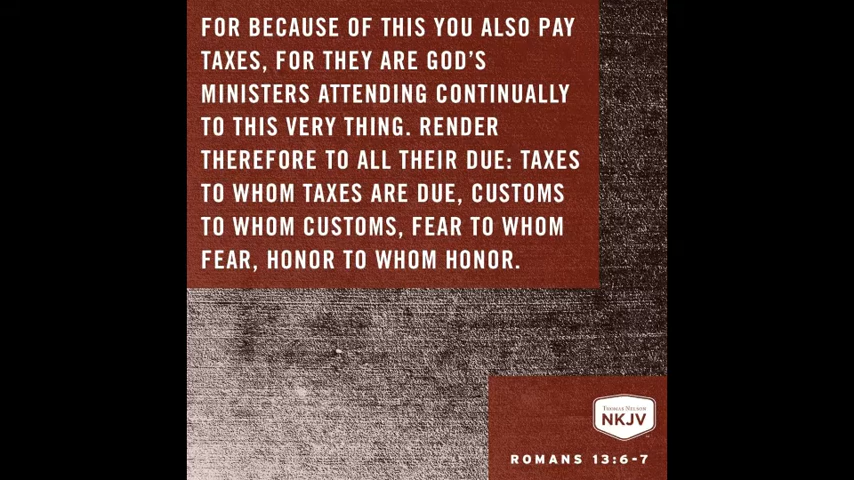 FOR BECAUSE OF THIS YOU ALSO PAY
TAXES, FOR THEY ARE GOD'S
MINISTERS ATTENDING CONTINUALLY
TO THIS VERY THING. RENDER
THEREFORE TO ALL THEIR DUE: TAXES
TO WHOM TAXES ARE DUE, CUSTOMS
TO WHOM CUSTOMS, FEAR TO WHOM
FEAR, HONOR TO WHOM HONOR.
THOMAS NELSON
NKJV
ROMANS 13:6-7